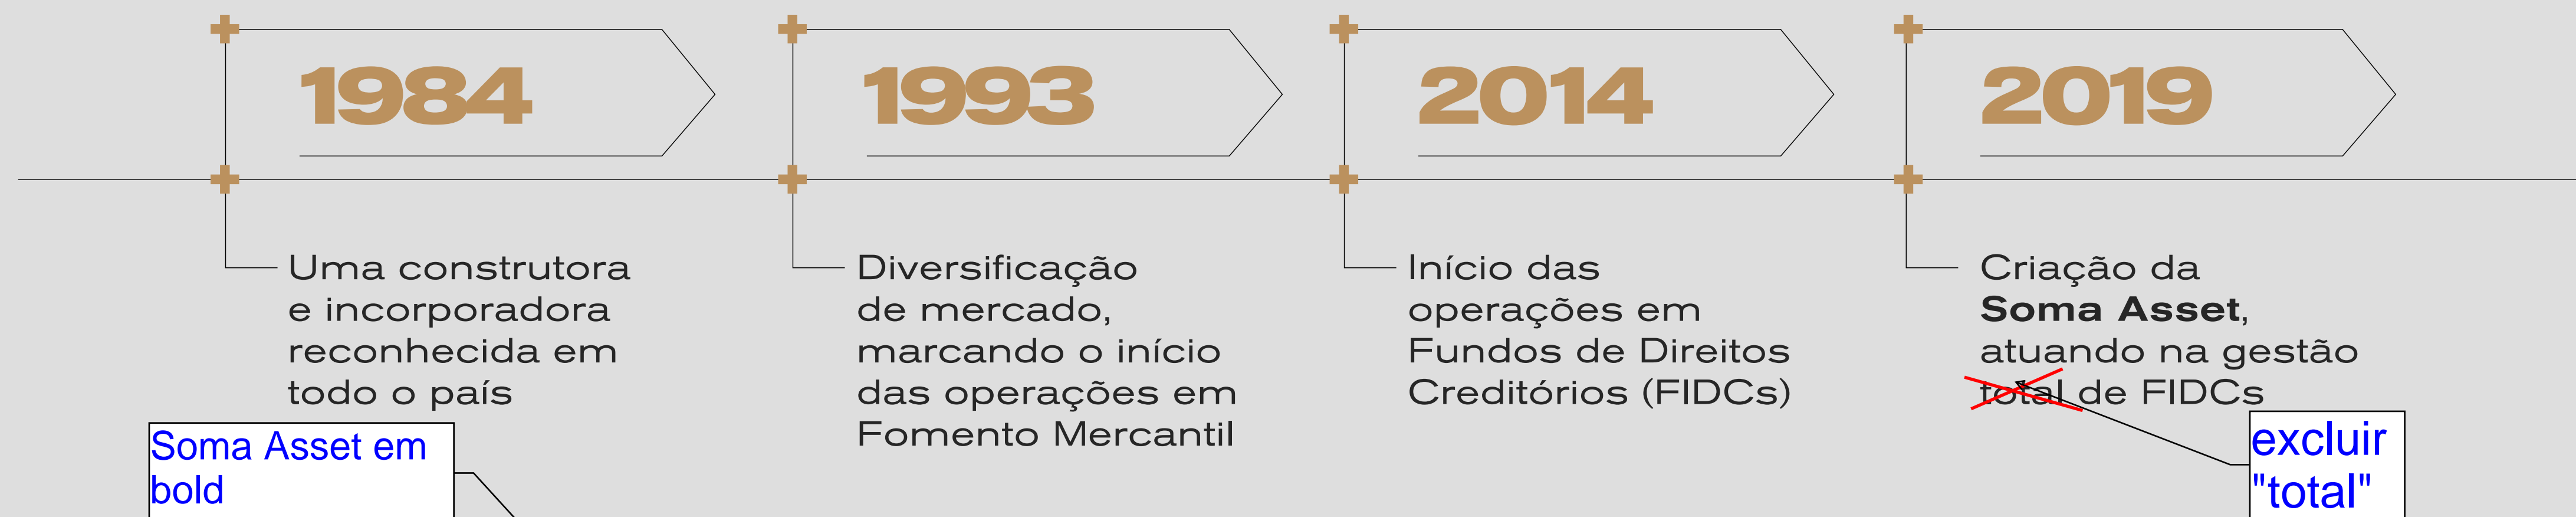 1984
1993
2014
2019
Uma construtora
e incorporadora
reconhecida em
todo o país
Diversificação
de mercado,
marcando o início
das operações em
Fomento Mercantil
Início das
operações em
Fundos de Direitos
Creditórios (FIDCs)
Criação da
Soma Asset,
atuando na gestão
total de FIDCs
Soma Asset em
bold
excluir
"total"